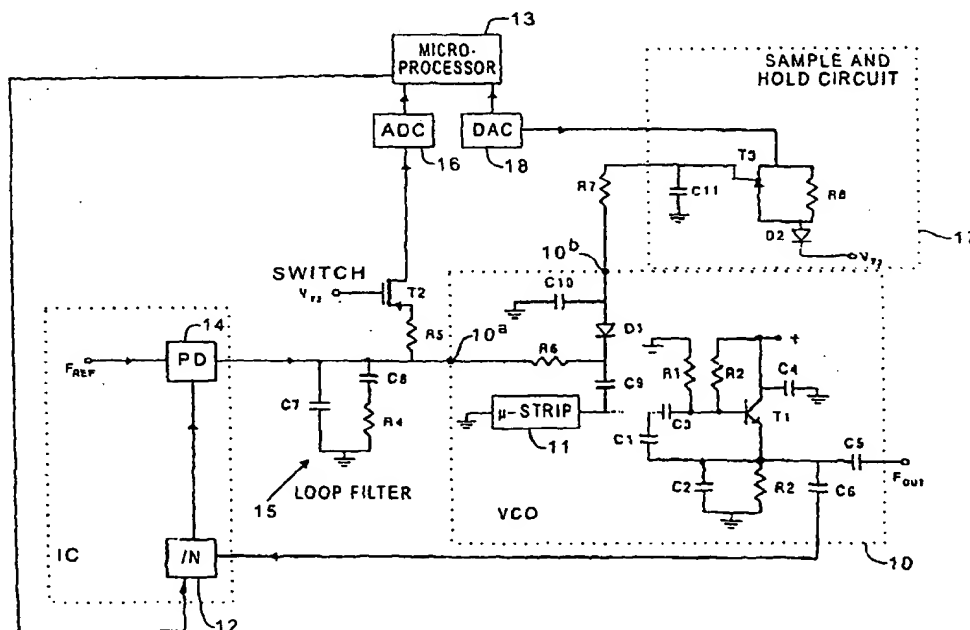 13
MICRO-
PROCESSOR
SAMPLE AND
HOLD CIRCUIT
ADC
DAC
16
18
T3
R7
C11
R8
D2
10b
SWITCH
T2
C10
14
R5
10a
D1
+
PD
FREF
R6
R1
R2
C4
C8
C9
C7
R4
μ-STRIP
C3
T1
11
C1
C5
15
LOOP FILTER
C2
R2
C6
FOUT
VCO
IC
/N
10
12